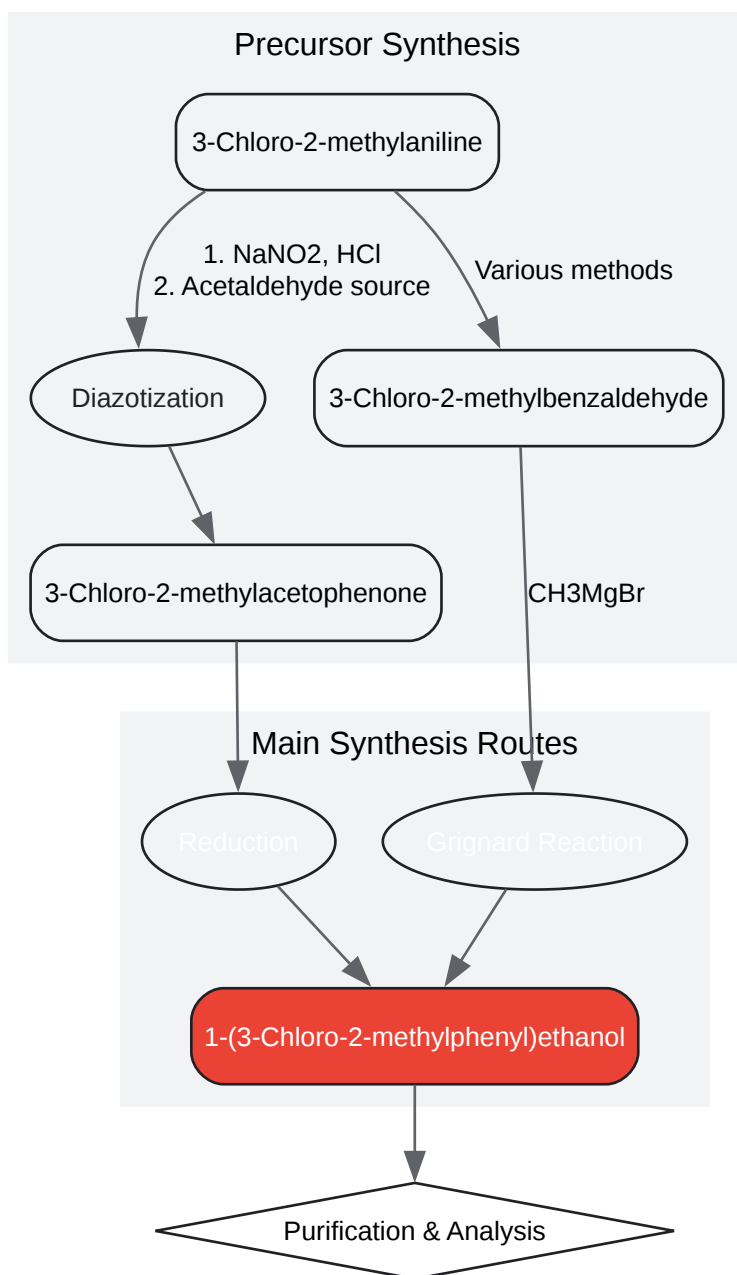 Precursor Synthesis
3-Chloro-2-methylaniline
1. NaNO2, HCl
2. Acetaldehyde source
Various methods
Diazotization
3-Chloro-2-methylbenzaldehyde
3-Chloro-2-methylacetophenone
CH3MgBr
Main Synthesis Routes
Reduction
Grignard Reaction
1-(3-Chloro-2-methylphenyl)ethanol
Purification & Analysis